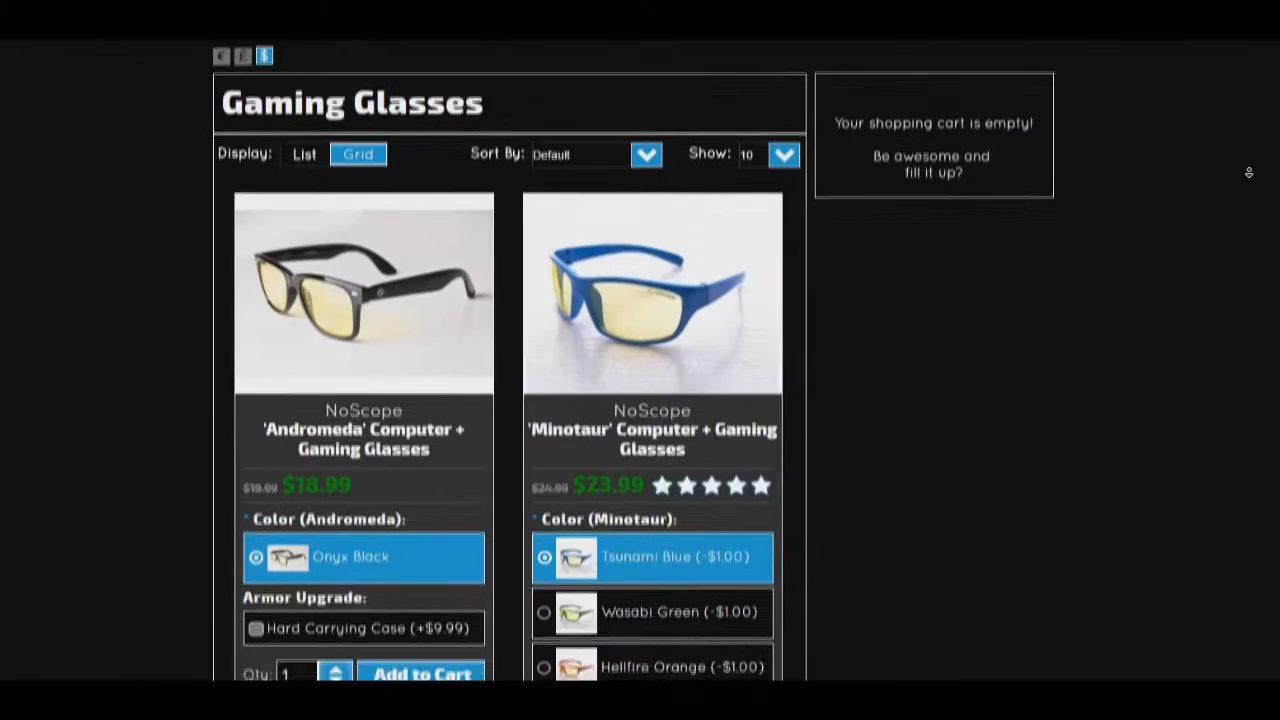 € £ $
Gaming Glasses
Display: List Grid Sort By: Default Show: 10
Your shopping cart is empty!
Be awesome and
fill it up?
NoScope
'Andromeda' Computer +
Gaming Glasses
$18.99
* Color (Andromeda):
Onyx Black
Armor Upgrade:
Hard Carrying Case (+$9.99)
Qty: 1 Add to Cart
NoScope
'Minotaur' Computer + Gaming
Glasses
$24.99 $23.99
* Color (Minotaur):
Tsunami Blue (-$1.00)
Wasabi Green (-$1.00)
Hellfire Orange (-$1.00)